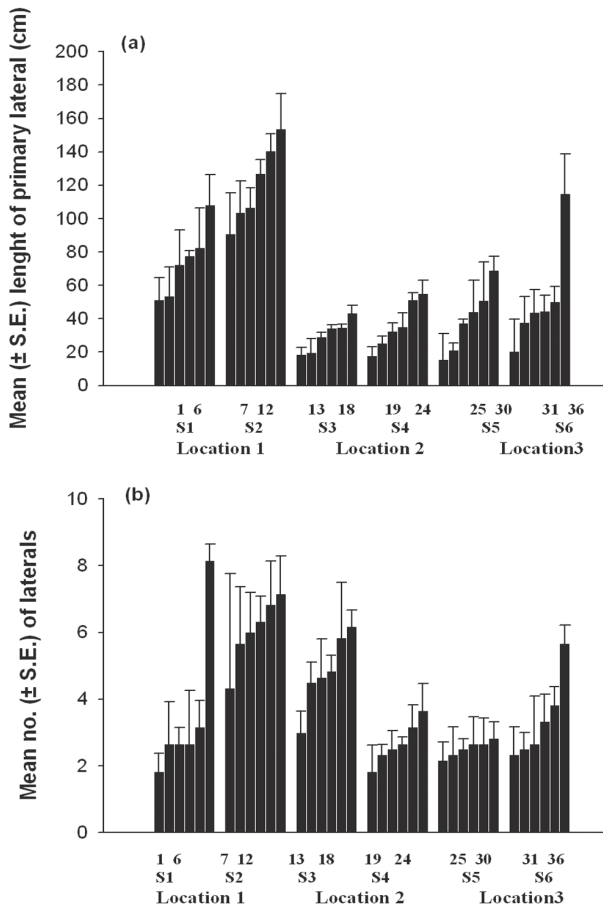 (a)
Mean (± S.E.) lenght of primary lateral (cm)
200
180
160
140
120
100
80
60
40
20
0
1 6 7 12 13 18 19 24 25 30 31 36
S1 S2 S3 S4 S5 S6
Location 1 Location 2 Location3
(b)
Mean no. (± S.E.) of laterals
10
8
6
4
2
0
1 6 7 12 13 18 19 24 25 30 31 36
S1 S2 S3 S4 S5 S6
Location 1 Location 2 Location3